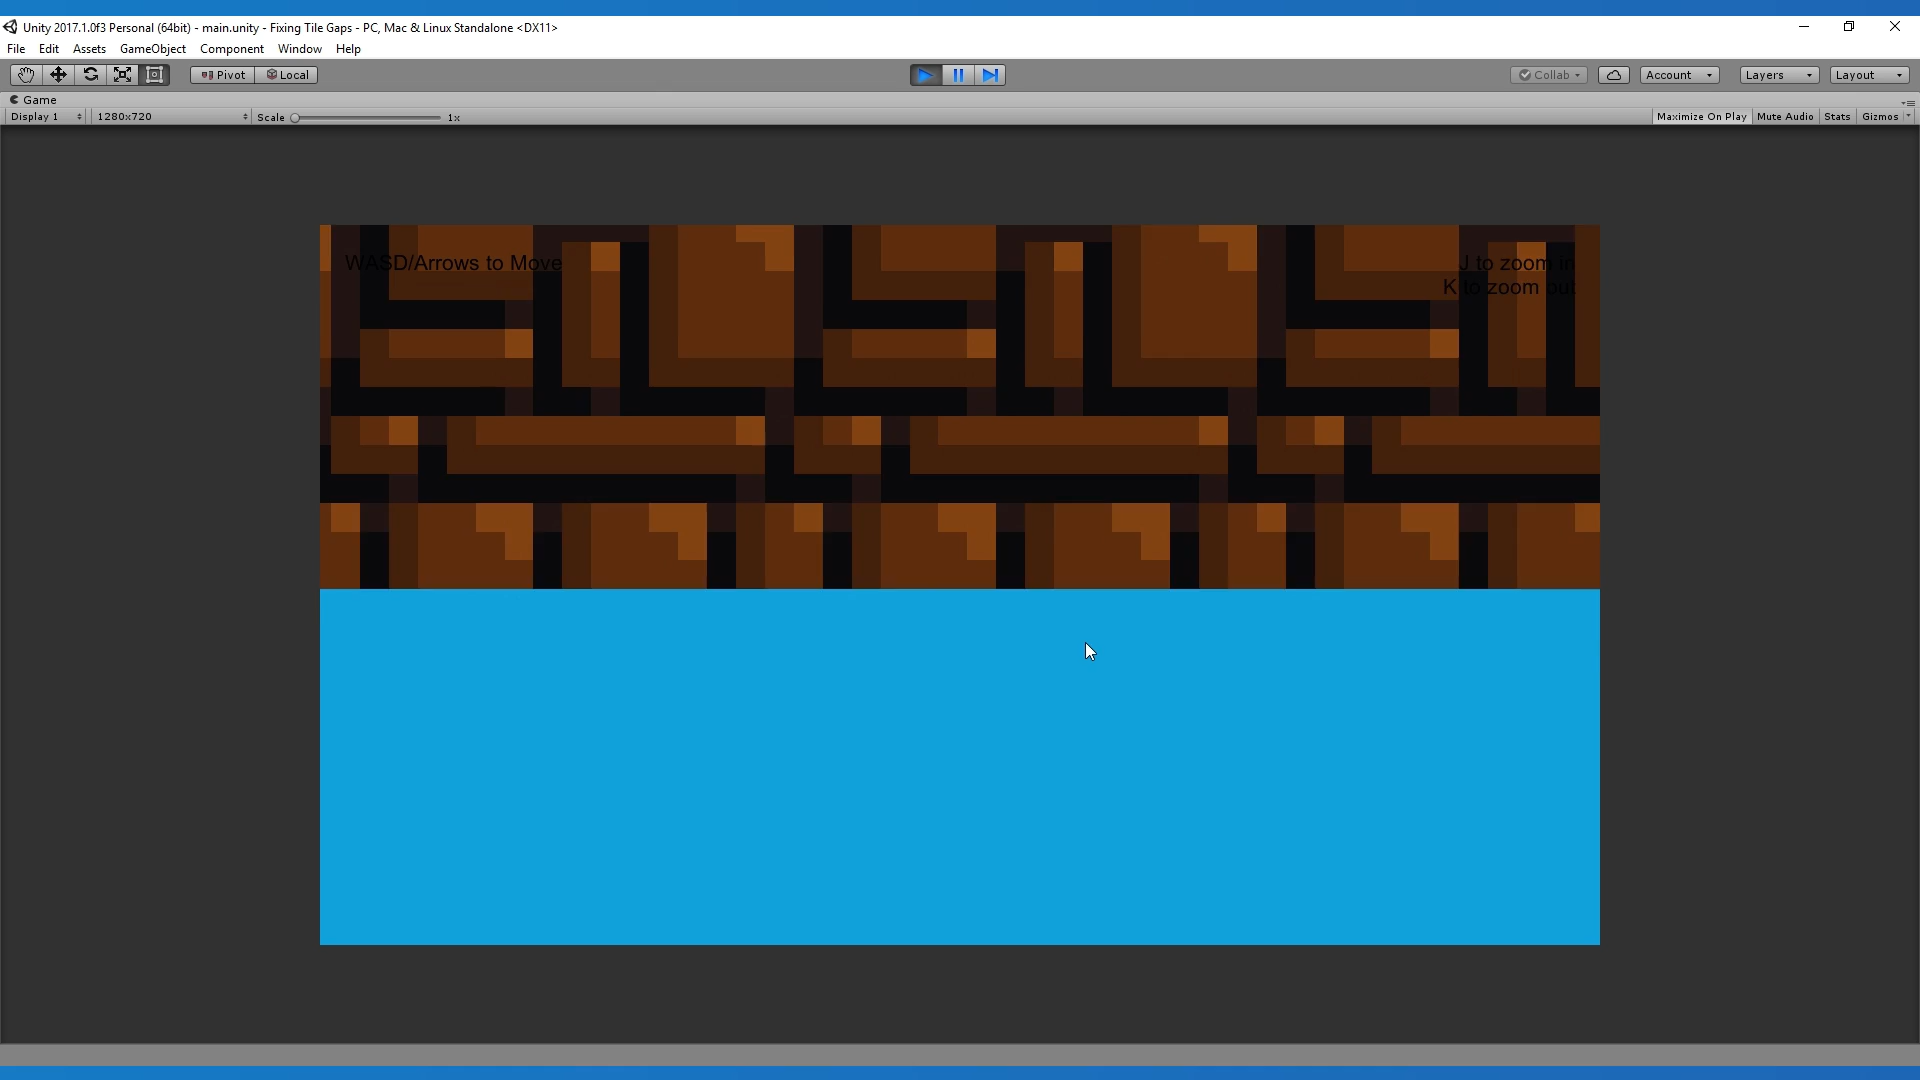 Unity 2017.1.0f3 Personal (64bit) - main.unity - Fixing Tile Gaps - PC, Mac & Linux Standalone <DX11>
File Edit Assets GameObject Component Window Help
Pivot Local Collab Account Layers Layout
Game
Display 1 1280x720 Scale 1x Maximize On Play Mute Audio Stats Gizmos
WASD/Arrows to Move
J to zoom in
K to zoom out